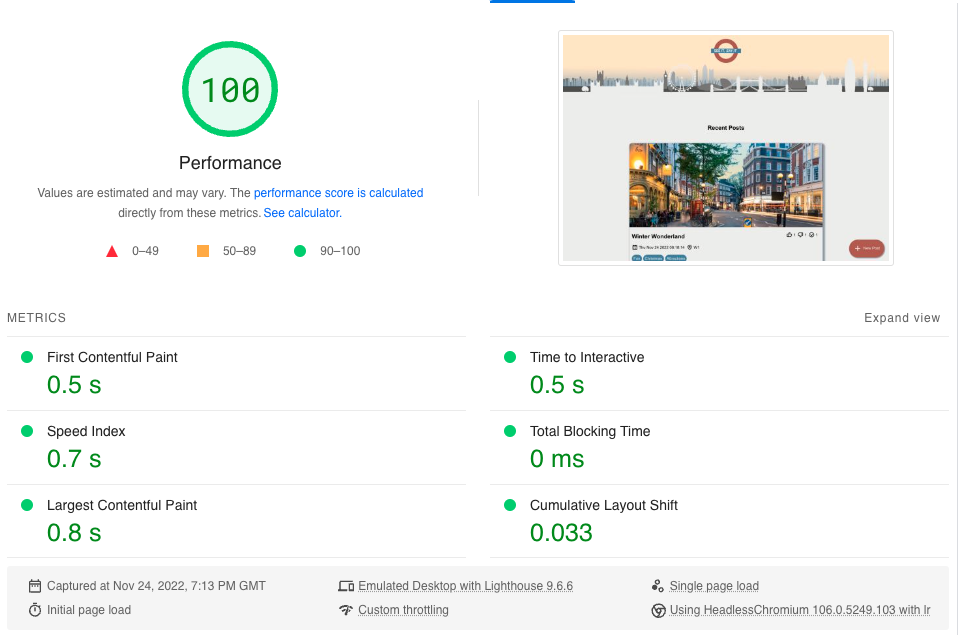 100
Performance
Values are estimated and may vary. The performance score is calculated
directly from these metrics. See calculator.
0–49
50–89
90–100
Recent Posts
Winter Wonderland
METRICS
Expand view
First Contentful Paint
0.5 s
Time to Interactive
0.5 s
Speed Index
0.7 s
Total Blocking Time
0 ms
Largest Contentful Paint
0.8 s
Cumulative Layout Shift
0.033
Captured at Nov 24, 2022, 7:13 PM GMT
Emulated Desktop with Lighthouse 9.6.6
Single page load
Initial page load
Custom throttling
Using HeadlessChromium 106.0.5249.103 with lr